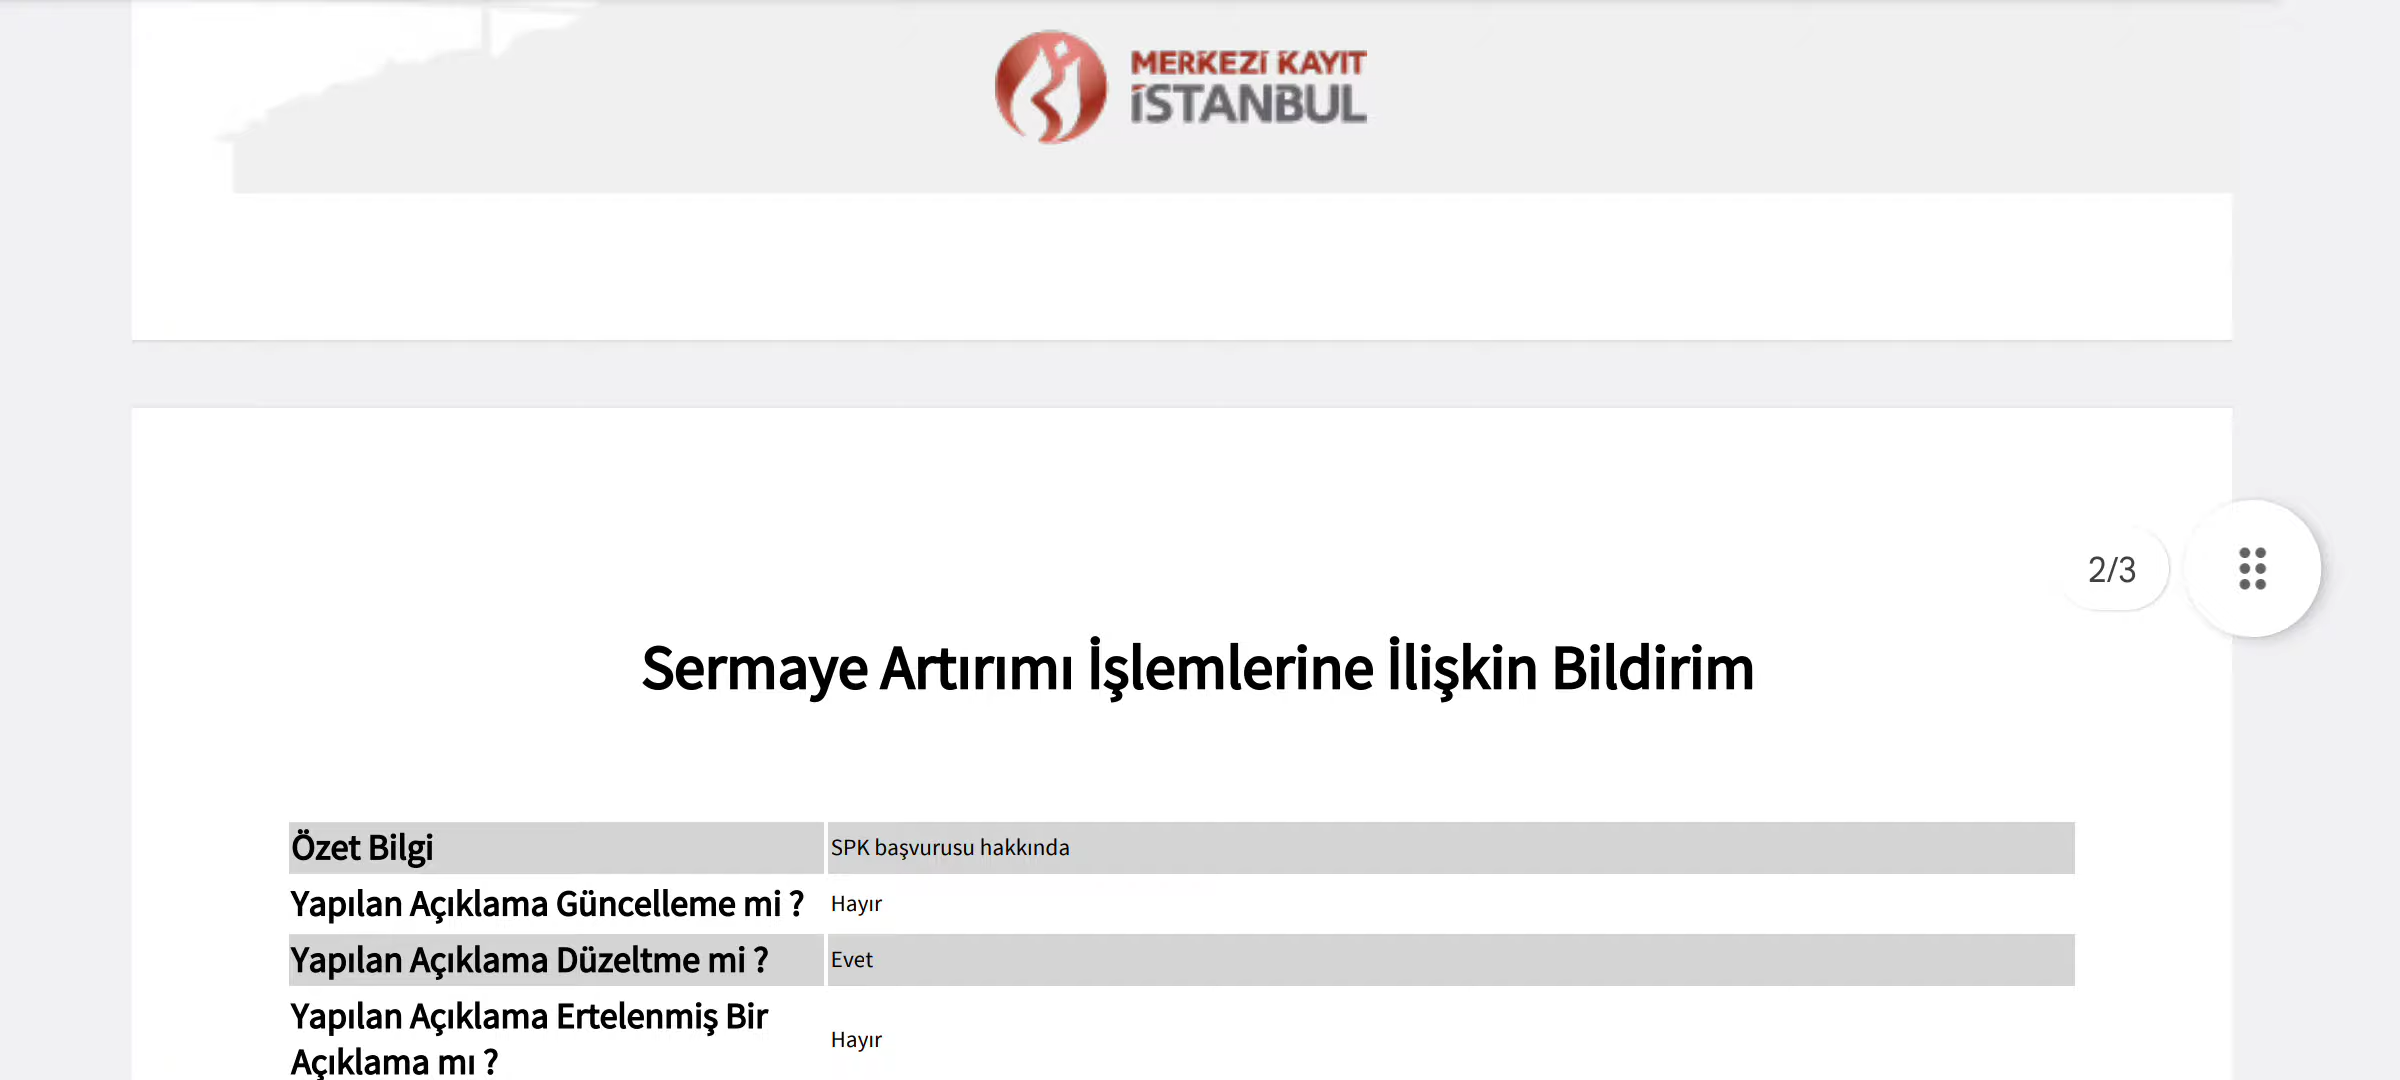 MERKEZİ KAYIT
İSTANBUL
2/3
Sermaye Artırımı İşlemlerine İlişkin Bildirim
Özet Bilgi SPK başvurusu hakkında
Yapılan Açıklama Güncelleme mi ? Hayır
Yapılan Açıklama Düzeltme mi ? Evet
Yapılan Açıklama Ertelenmiş Bir
Açıklama mı ? Hayır